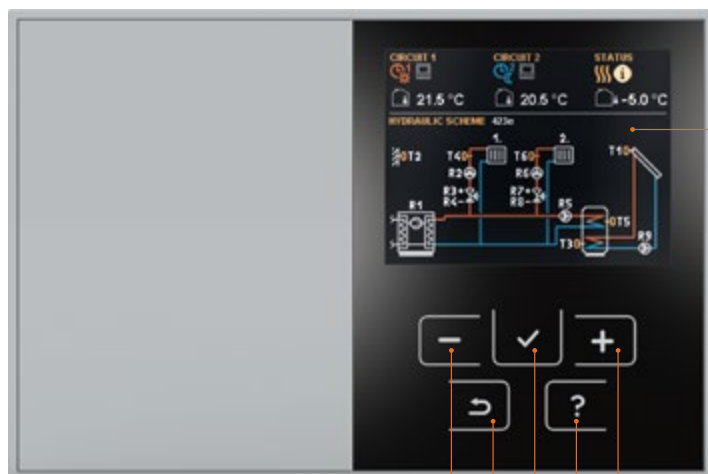 CIRCUIT 1 CIRCUIT 2 STATUS
21.5 °C 20.5 °C -5.0 °C
HYDRAULIC SCHEME 423e
1. 2.
T2 T4 T6 T1
R2 R6
R3+ R7+
R4- R8-
R1 R5
T5
T3 R9
- ✓ +
?